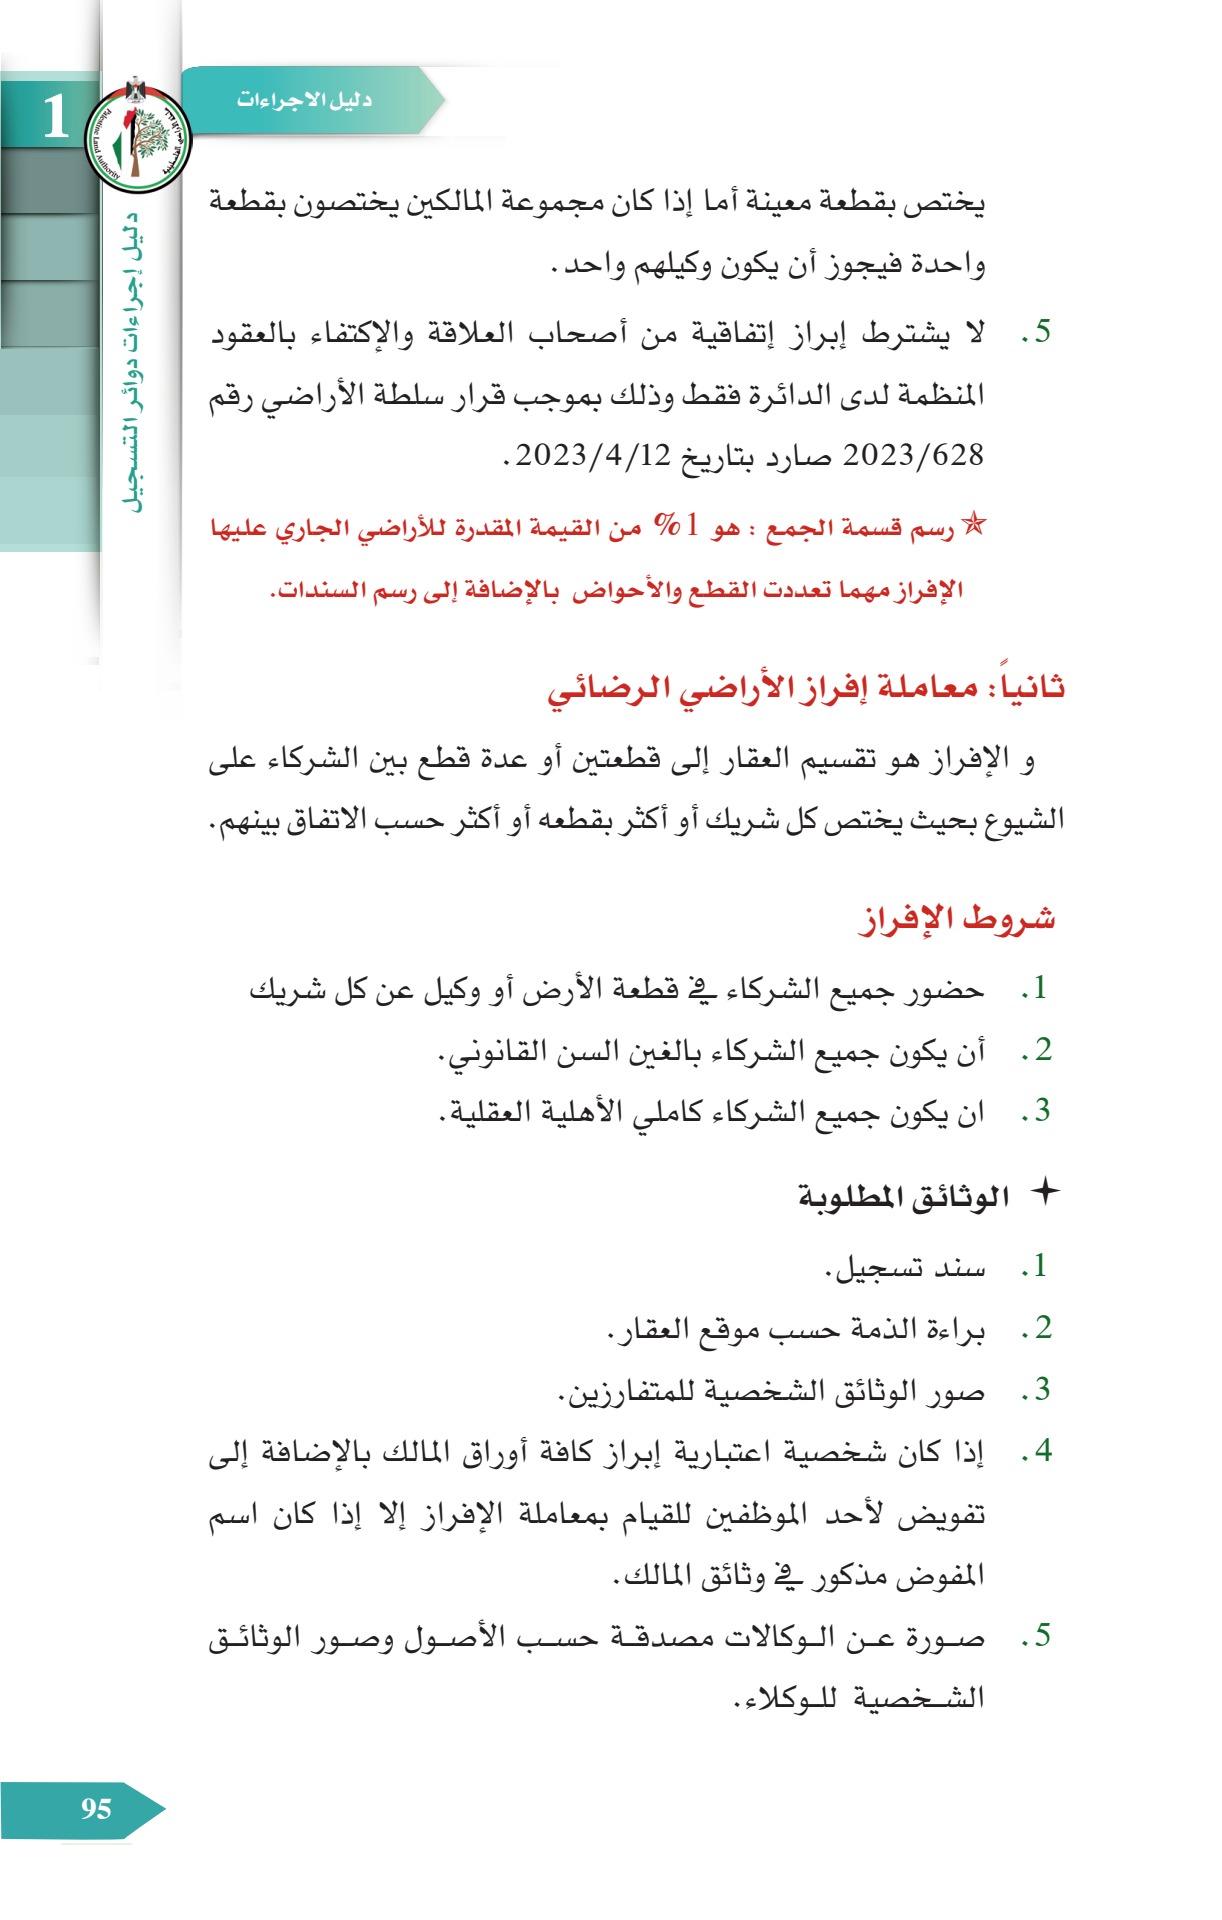 دليل الاجراءات
1
Palestine Land Authority
دليل إجراءات دوائر التسجيل
يختص بقطعة معينة أما إذا كان مجموعة المالكين يختصون بقطعة
واحدة فيجوز أن يكون وكيلهم واحد.
5. لا يشترط إبراز إتفاقية من أصحاب العلاقة والإكتفاء بالعقود
المنظمة لدى الدائرة فقط وذلك بموجب قرار سلطة الأراضي رقم
2023/628 صارد بتاريخ 2023/4/12.
✯ رسم قسمة الجمع : هو 1% من القيمة المقدرة للأراضي الجاري عليها
الإفراز مهما تعددت القطع والأحواض بالإضافة إلى رسم السندات.
ثانياً: معاملة إفراز الأراضي الرضائي
و الإفراز هو تقسيم العقار إلى قطعتين أو عدة قطع بين الشركاء على
الشيوع بحيث يختص كل شريك أو أكثر بقطعه أو أكثر حسب الاتفاق بينهم.
شروط الإفراز
1. حضور جميع الشركاء في قطعة الأرض أو وكيل عن كل شريك
2. أن يكون جميع الشركاء بالغين السن القانوني.
3. ان يكون جميع الشركاء كاملي الأهلية العقلية.
✦ الوثائق المطلوبة
1. سند تسجيل.
2. براءة الذمة حسب موقع العقار.
3. صور الوثائق الشخصية للمتفارزين.
4. إذا كان شخصية اعتبارية إبراز كافة أوراق المالك بالإضافة إلى
تفويض لأحد الموظفين للقيام بمعاملة الإفراز إلا إذا كان اسم
المفوض مذكور في وثائق المالك.
5. صورة عن الوكالات مصدقة حسب الأصول وصور الوثائق
الشخصية للوكلاء.
95